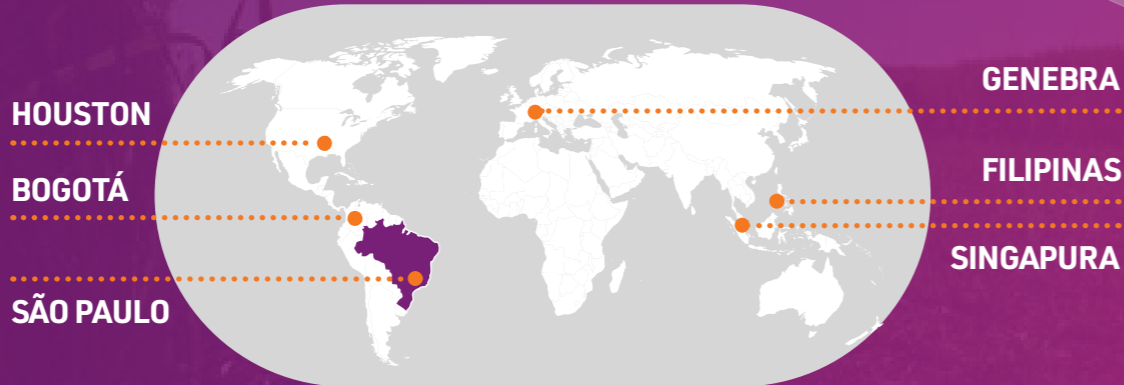 HOUSTON
BOGOTÁ
SÃO PAULO
GENEBRA
FILIPINAS
SINGAPURA